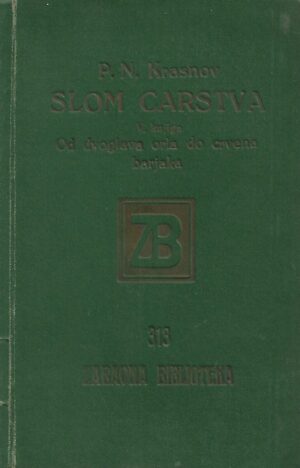 P. N. Krasnov
SLOM CARSTVA
V. knjiga
Od dvoglava orla do crvena
barjaka
ZB
313
ZABAVNA BIBLIOTEKA